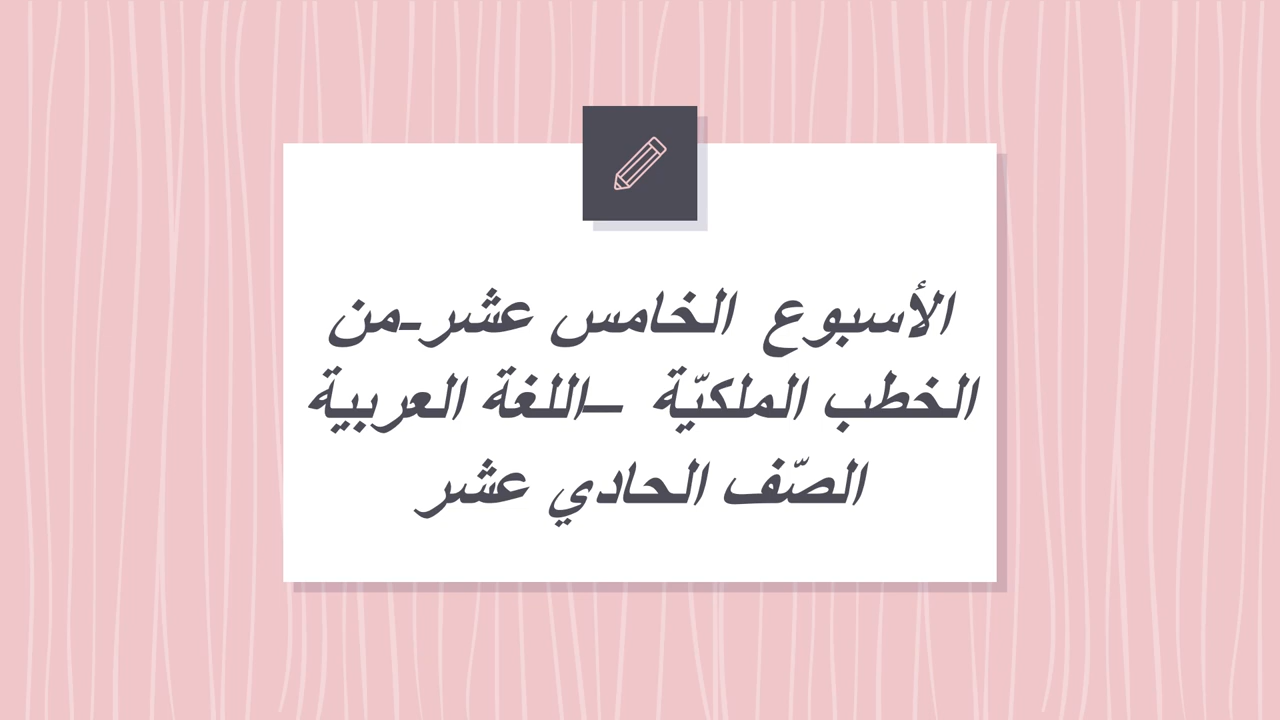 الأسبوع الخامس عشر-من
الخطب الملكيّة –اللغة العربية
الصّف الحادي عشر